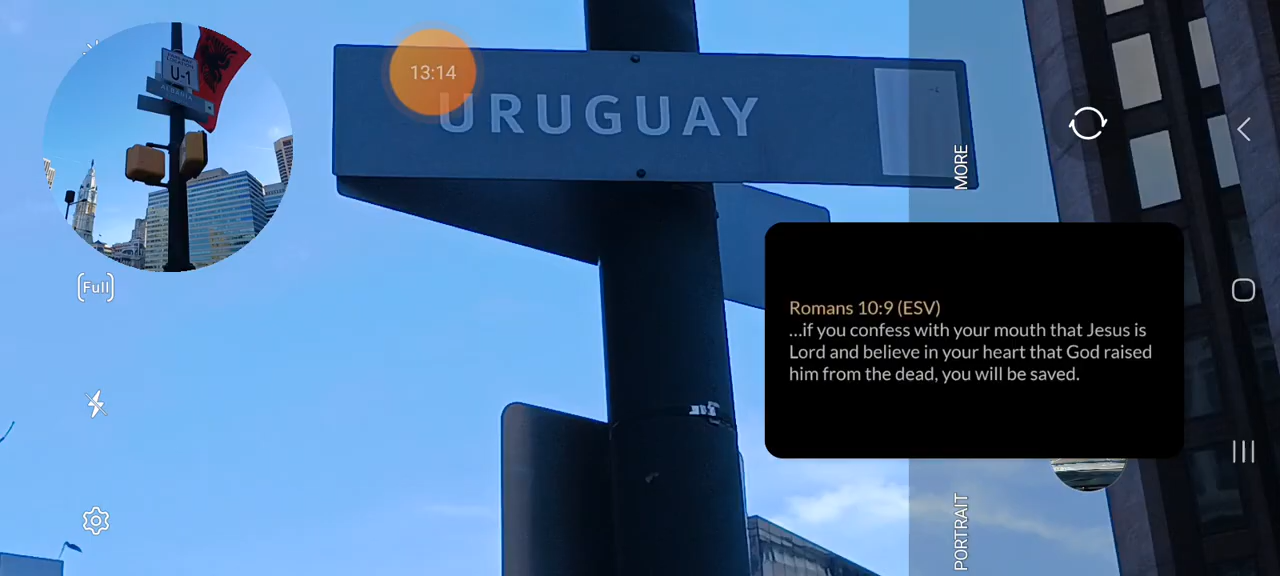 U-1
ALBANIA
[Full]
13:14
URUGUAY
MORE
Romans 10:9 (ESV)
...if you confess with your mouth that Jesus is
Lord and believe in your heart that God raised
him from the dead, you will be saved.
PORTRAIT